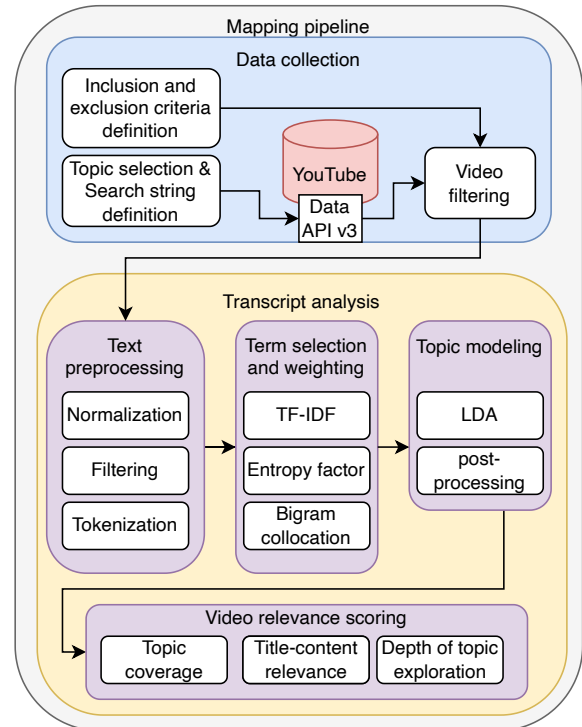 Mapping pipeline
Data collection
Inclusion and
exclusion criteria
definition
Topic selection &
Search string
definition
YouTube
Data
API v3
Video
filtering
Transcript analysis
Text
preprocessing
Normalization
Filtering
Tokenization
Term selection
and weighting
TF-IDF
Entropy factor
Bigram
collocation
Topic modeling
LDA
post-
processing
Video relevance scoring
Topic
coverage
Title-content
relevance
Depth of topic
exploration